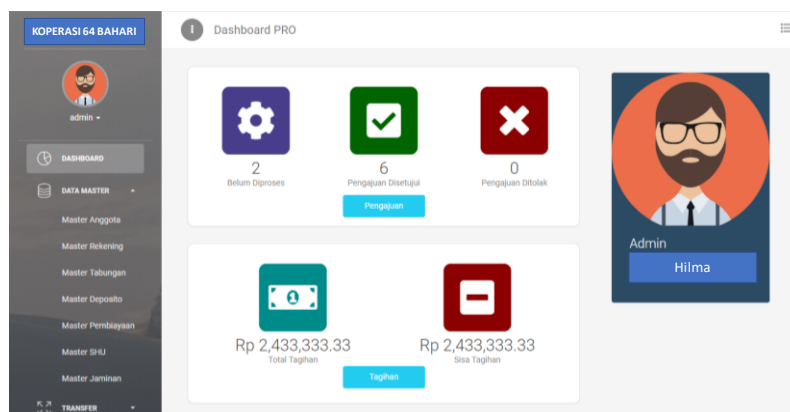 KOPERASI 64 BAHARI
I
Dashboard PRO
admin
DASHBOARD
DATA MASTER
Master Anggota
Master Rekening
Master Tabungan
Master Deposito
Master Pembiayaan
Master SHU
Master Jaminan
TRANSFER
2
Belum Diproses
6
Pengajuan Disetujui
0
Pengajuan Ditolak
Pengajuan
1
Rp 2,433,333.33
Total Tagihan
Rp 2,433,333.33
Sisa Tagihan
Tagihan
Admin
Hilma